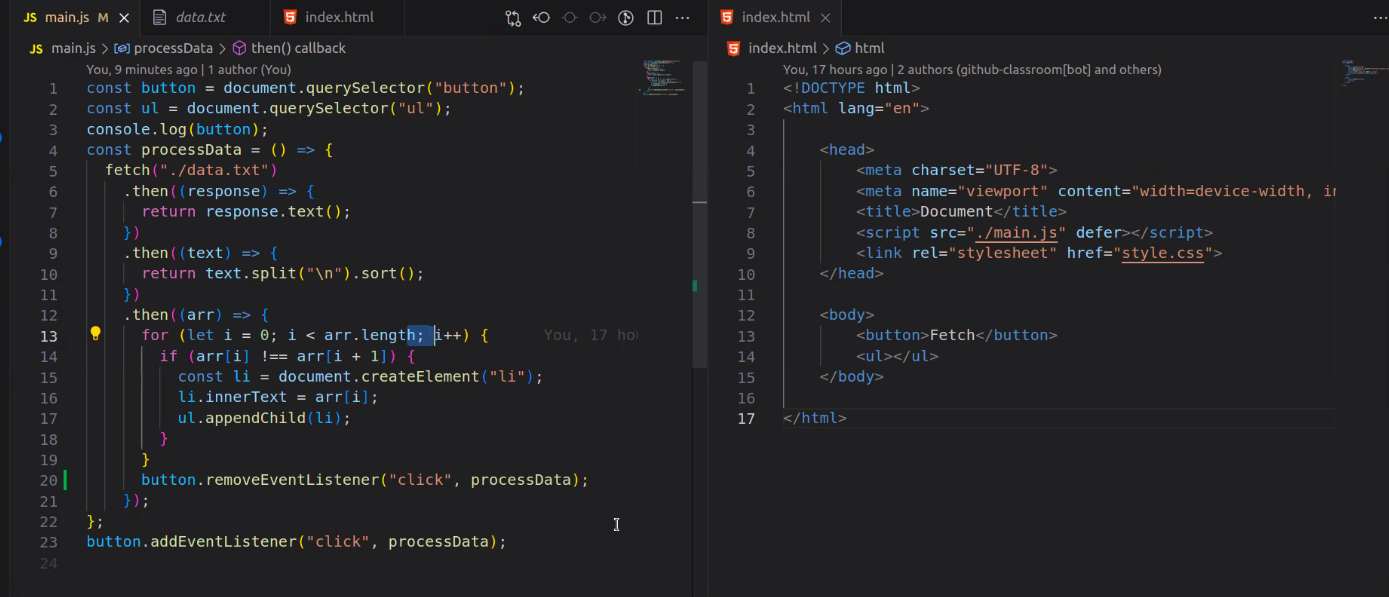 JS main.js M
data.txt
index.html
JS main.js > processData > then() callback
You, 9 minutes ago | 1 author (You)
1 const button = document.querySelector("button");
2 const ul = document.querySelector("ul");
3 console.log(button);
4 const processData = () => {
5 fetch("./data.txt")
6 .then((response) => {
7 return response.text();
8 })
9 .then((text) => {
10 return text.split("\n").sort();
11 })
12 .then((arr) => {
13 for (let i = 0; i < arr.length; i++) { You, 17 hou
14 if (arr[i] !== arr[i + 1]) {
15 const li = document.createElement("li");
16 li.innerText = arr[i];
17 ul.appendChild(li);
18 }
19 }
20 button.removeEventListener("click", processData);
21 });
22 };
23 button.addEventListener("click", processData);
24
index.html
index.html > html
You, 17 hours ago | 2 authors (github-classroom[bot] and others)
1 <!DOCTYPE html>
2 <html lang="en">
3
4 <head>
5 <meta charset="UTF-8">
6 <meta name="viewport" content="width=device-width, in
7 <title>Document</title>
8 <script src="./main.js" defer></script>
9 <link rel="stylesheet" href="style.css">
10 </head>
11
12 <body>
13 <button>Fetch</button>
14 <ul></ul>
15 </body>
16
17 </html>